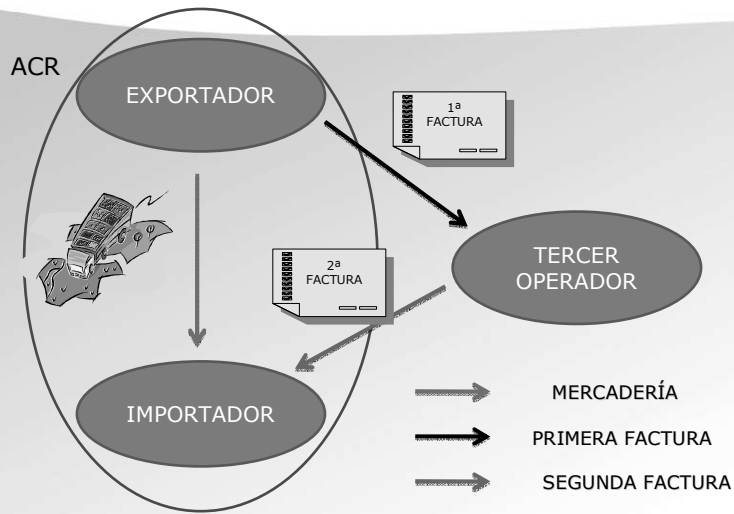 ACR
EXPORTADOR
1ª
FACTURA
2ª
FACTURA
TERCER
OPERADOR
IMPORTADOR
MERCADERÍA
PRIMERA FACTURA
SEGUNDA FACTURA